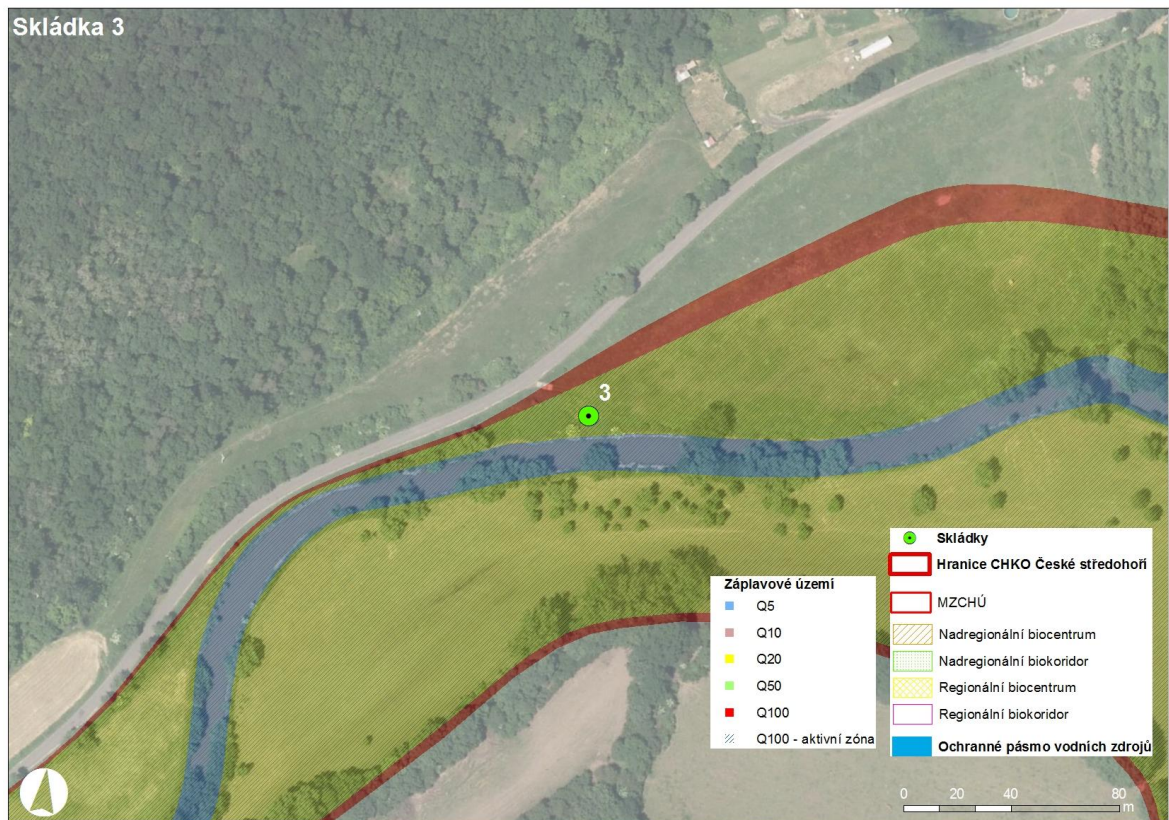 Skládka 3
3
Skládky
Hranice CHKO České středohoří
MZCHÚ
Nadregionální biocentrum
Nadregionální biokoridor
Regionální biocentrum
Regionální biokoridor
Ochranné pásmo vodních zdrojů
Záplavové území
Q5
Q10
Q20
Q50
Q100
Q100 - aktivní zóna
0 20 40 80
m